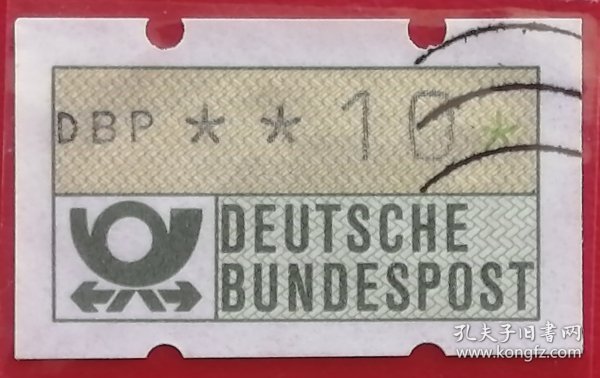 DBP * * 10 *
DEUTSCHE
BUNDESPOST
孔夫子旧书网
www.kongfz.com